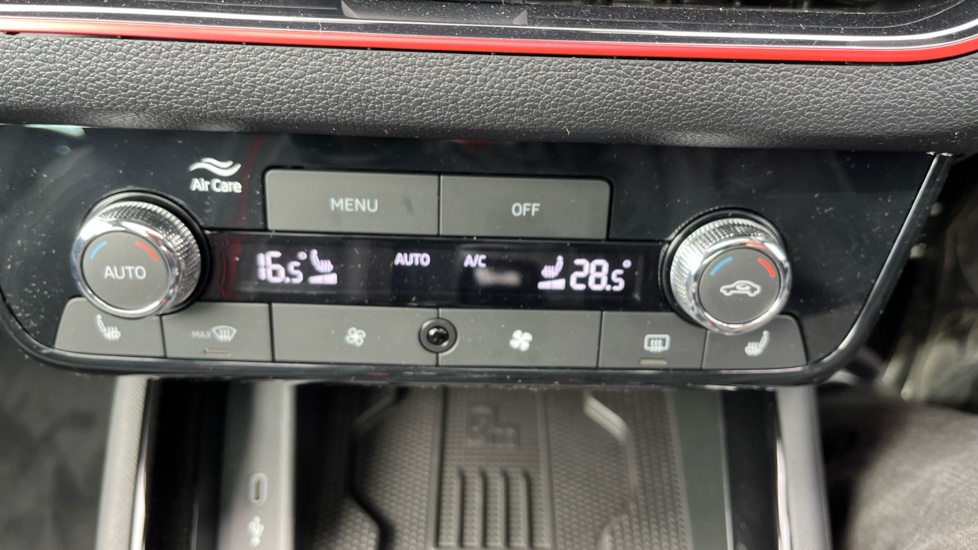 Air Care
MENU OFF
AUTO
16.5° AUTO A/C 28.5°
MAX